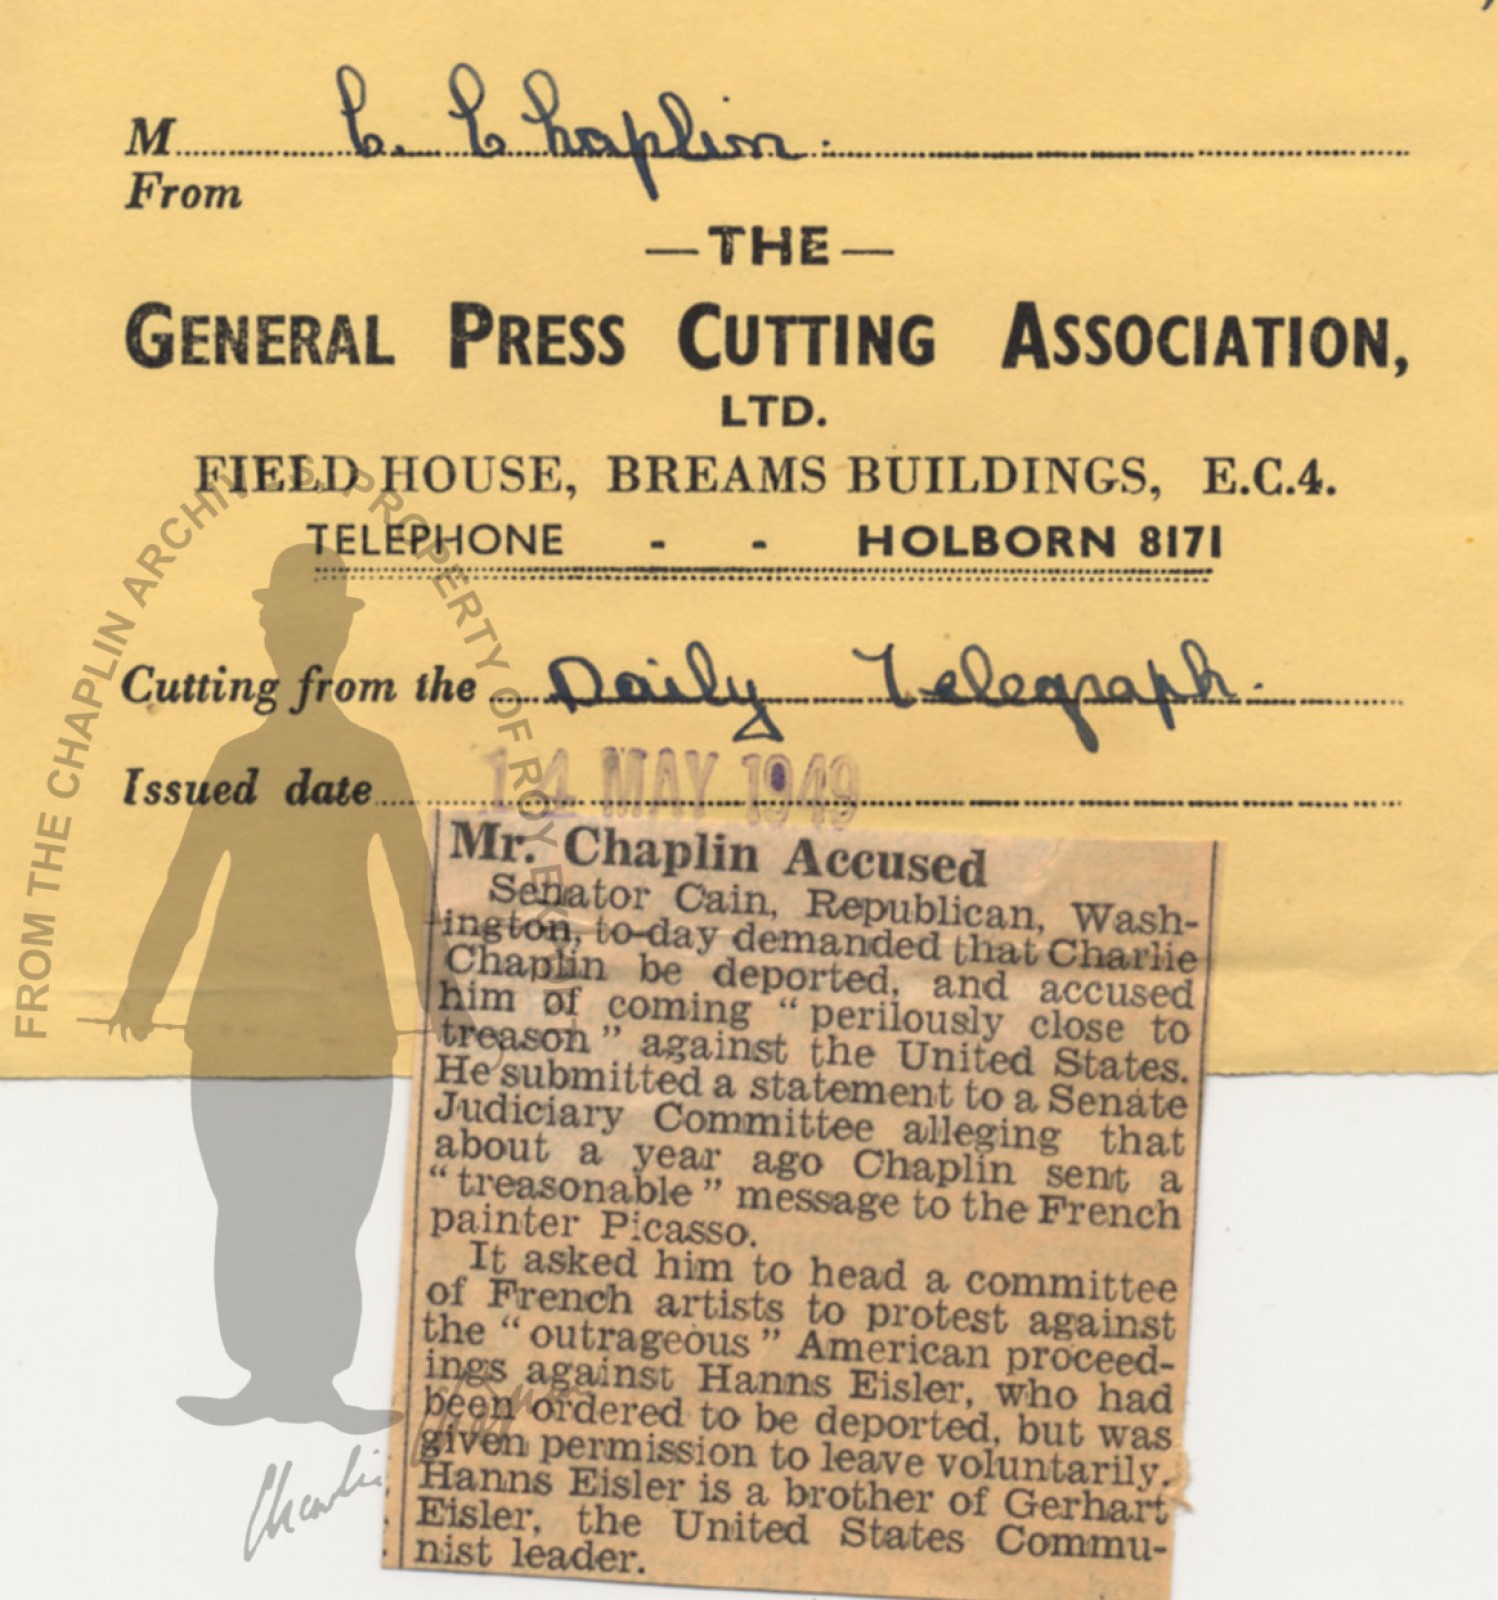 M C. Chaplin.
From
— THE —
GENERAL PRESS CUTTING ASSOCIATION,
LTD.
FIELD HOUSE, BREAMS BUILDINGS, E.C.4.
TELEPHONE - - HOLBORN 8171
Cutting from the Daily Telegraph.
Issued date 14 MAY 1949
Mr. Chaplin Accused
Senator Cain, Republican, Wash-
ington, to-day demanded that Charlie
Chaplin be deported, and accused
him of coming “perilously close to
treason” against the United States.
He submitted a statement to a Senate
Judiciary Committee alleging that
about a year ago Chaplin sent a
“treasonable” message to the French
painter Picasso.
It asked him to head a committee
of French artists to protest against
the “outrageous” American proceed-
ings against Hanns Eisler, who had
been ordered to be deported, but was
given permission to leave voluntarily.
Hanns Eisler is a brother of Gerhart
Eisler, the United States Commu-
nist leader.
FROM THE CHAPLIN ARCHIVES, PROPERTY OF ROY EXPORT
Charlie Chaplin